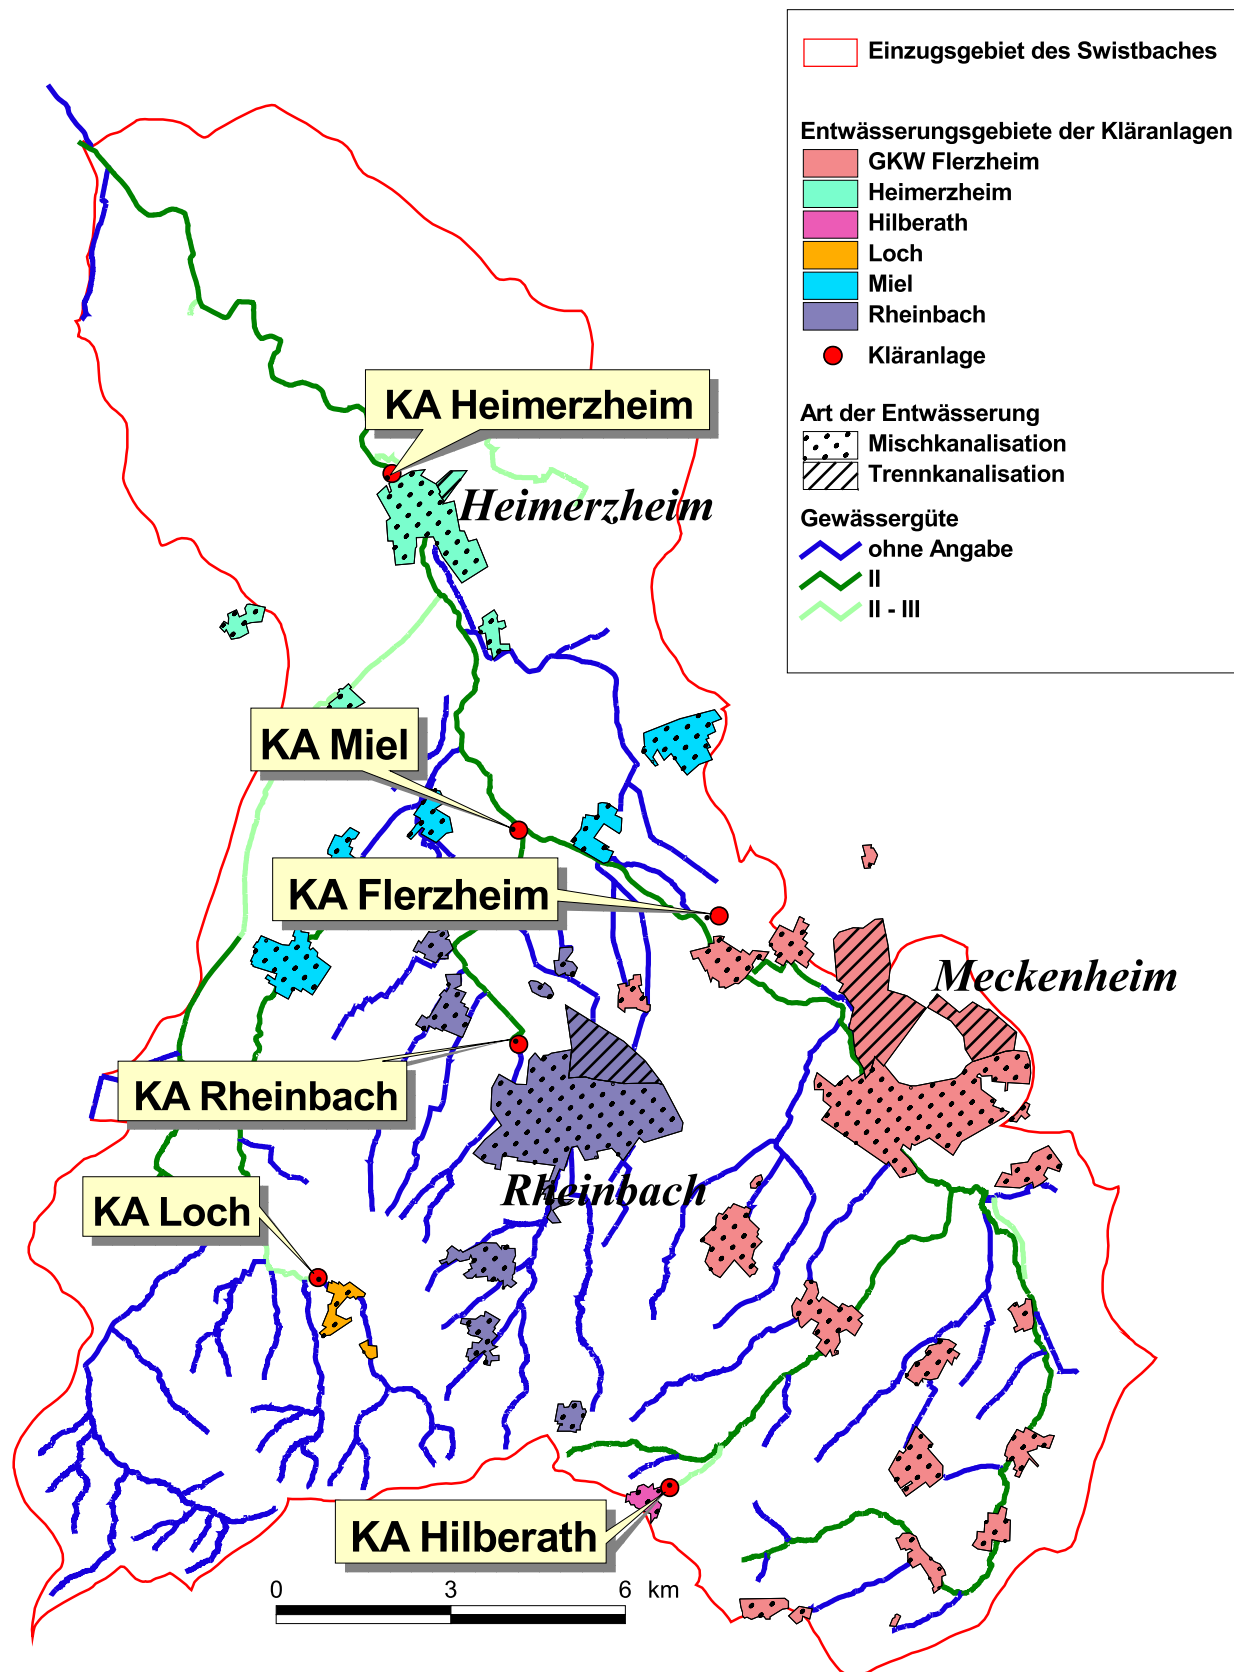 Einzugsgebiet des Swistbaches
Entwässerungsgebiete der Kläranlagen
GKW Flerzheim
Heimerzheim
Hilberath
Loch
Miel
Rheinbach
Kläranlage
Art der Entwässerung
Mischkanalisation
Trennkanalisation
Gewässergüte
ohne Angabe
II
II - III
KA Heimerzheim
Heimerzheim
KA Miel
KA Flerzheim
Meckenheim
KA Rheinbach
Rheinbach
KA Loch
KA Hilberath
0 3 6 km